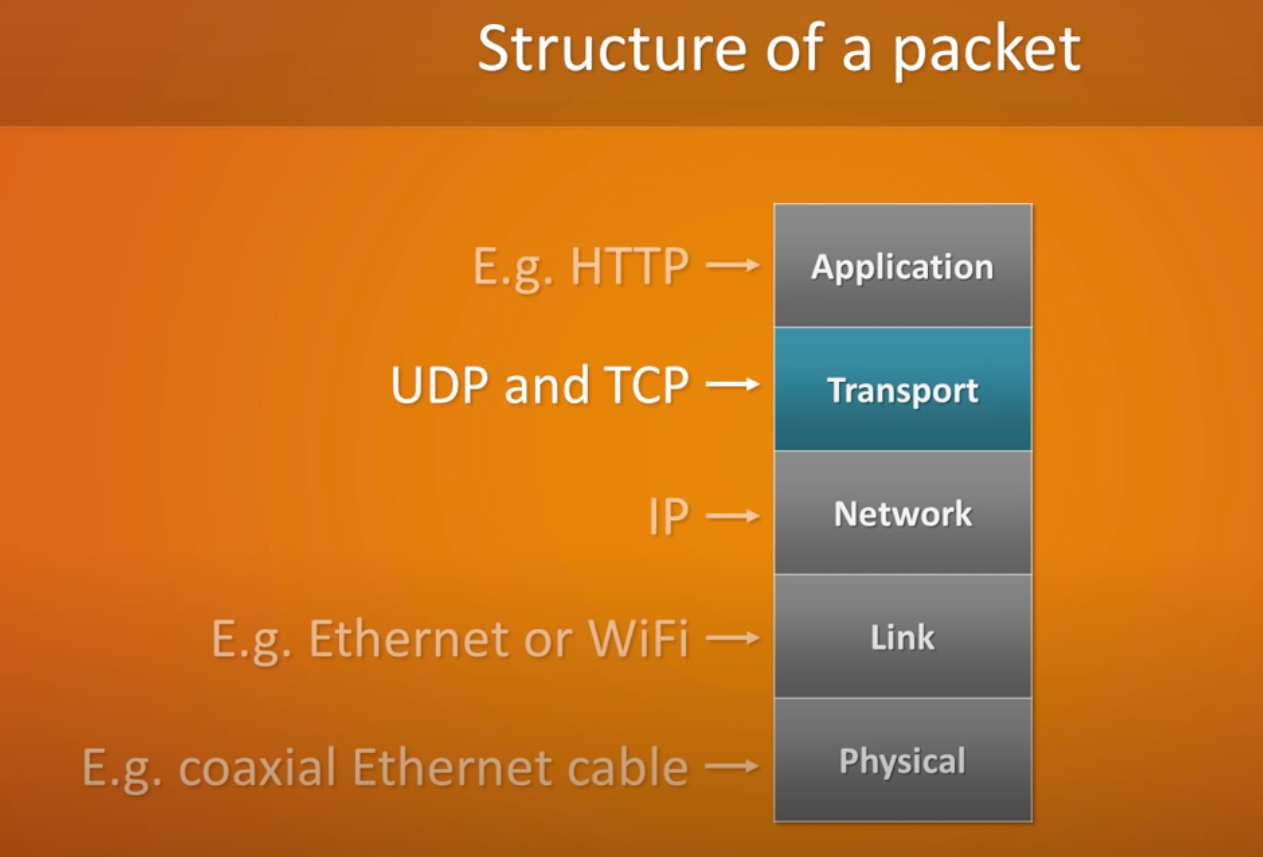 Structure of a packet
E.g. HTTP → Application
UDP and TCP → Transport
IP → Network
E.g. Ethernet or WiFi → Link
E.g. coaxial Ethernet cable → Physical